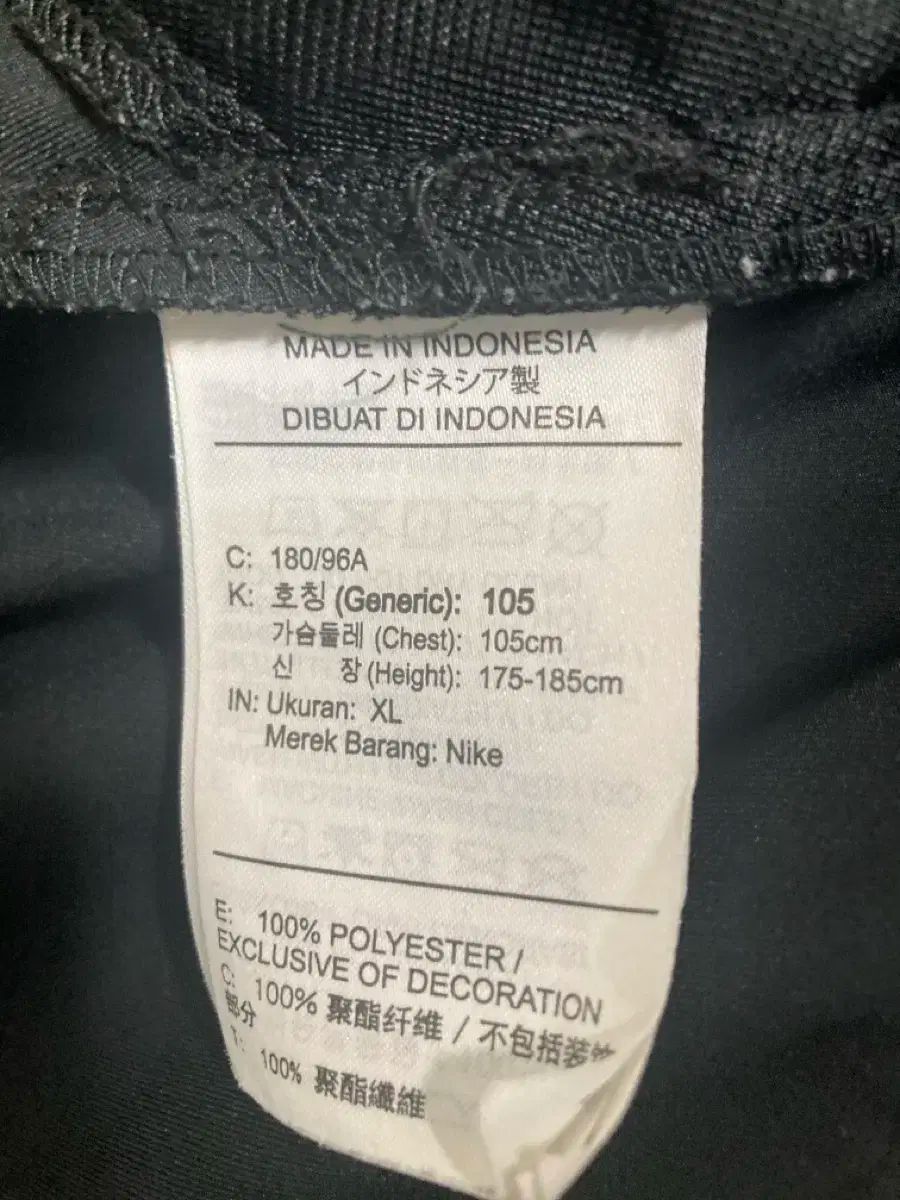 MADE IN INDONESIA
インドネシア製
DIBUAT DI INDONESIA
C: 180/96A
K: 호칭 (Generic): 105
가슴둘레 (Chest): 105cm
신 장 (Height): 175-185cm
IN: Ukuran: XL
Merek Barang: Nike
E: 100% POLYESTER /
EXCLUSIVE OF DECORATION
C: 100% 聚酯纤维 / 不包括装饰
部分
T: 100% 聚酯纖維